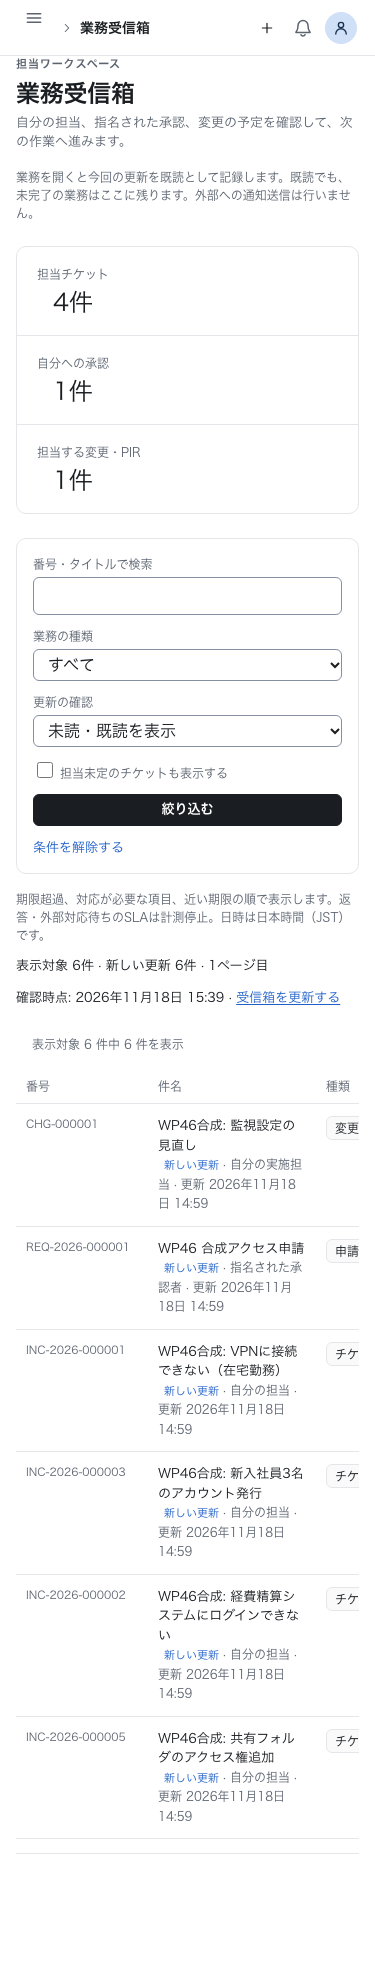 業務受信箱
担当ワークスペース
業務受信箱
自分の担当、指名された承認、変更の予定を確認して、次
の作業へ進みます。
業務を開くと今回の更新を既読として記録します。既読でも、
未完了の業務はここに残ります。外部への通知送信は行いませ
ん。
担当チケット
4件
自分への承認
1件
担当する変更・PIR
1件
番号・タイトルで検索
業務の種類
すべて
更新の確認
未読・既読を表示
担当未定のチケットも表示する
絞り込む
条件を解除する
期限超過、対応が必要な項目、近い期限の順で表示します。返
答・外部対応待ちのSLAは計測停止。日時は日本時間（JST）
です。
表示対象 6件 · 新しい更新 6件 · 1ページ目
確認時点: 2026年11月18日 15:39 · 受信箱を更新する
表示対象 6 件中 6 件を表示
番号 件名 種類
CHG-000001 WP46合成: 監視設定の 変更
見直し
新しい更新 · 自分の実施担
当 · 更新 2026年11月18
日 14:59
REQ-2026-000001 WP46 合成アクセス申請 申請
新しい更新 · 指名された承
認者 · 更新 2026年11月
18日 14:59
INC-2026-000001 WP46合成: VPNに接続 チケ
できない（在宅勤務）
新しい更新 · 自分の担当 ·
更新 2026年11月18日
14:59
INC-2026-000003 WP46合成: 新入社員3名 チケ
のアカウント発行
新しい更新 · 自分の担当 ·
更新 2026年11月18日
14:59
INC-2026-000002 WP46合成: 経費精算シ チケ
ステムにログインできな
い
新しい更新 · 自分の担当 ·
更新 2026年11月18日
14:59
INC-2026-000005 WP46合成: 共有フォル チケ
ダのアクセス権追加
新しい更新 · 自分の担当 ·
更新 2026年11月18日
14:59